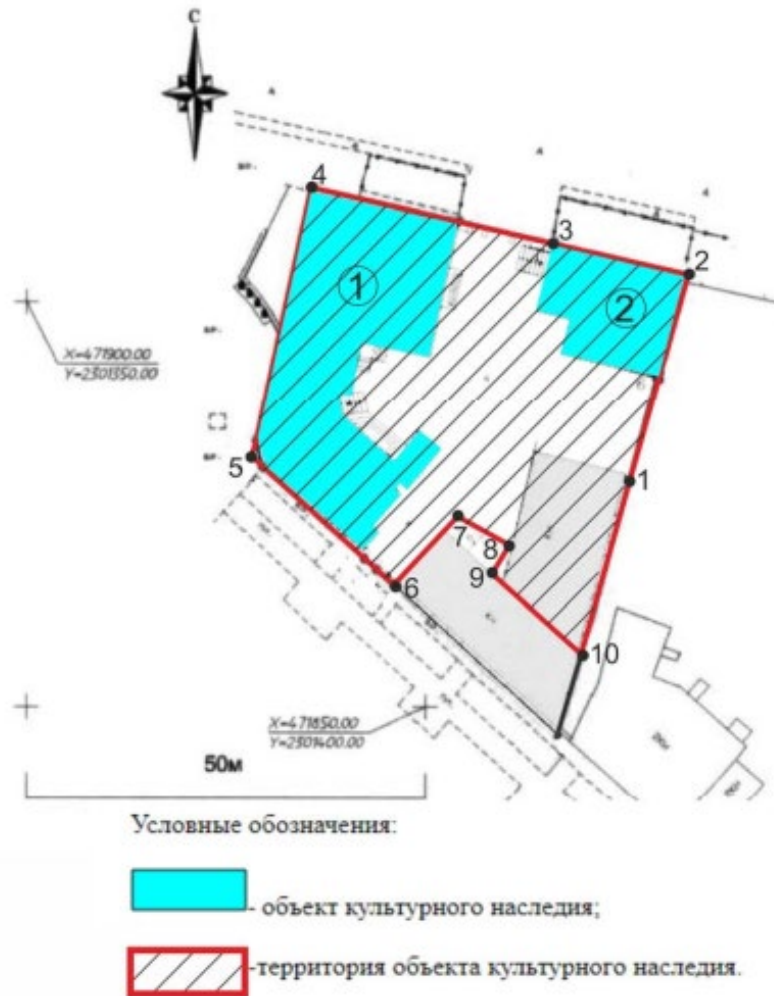 С
4
3
2
1
2
X=471900.00
Y=2301350.00
5
1
7
8
9
6
10
X=471850.00
Y=2301400.00
50м
Условные обозначения:
- объект культурного наследия;
-территория объекта культурного наследия.